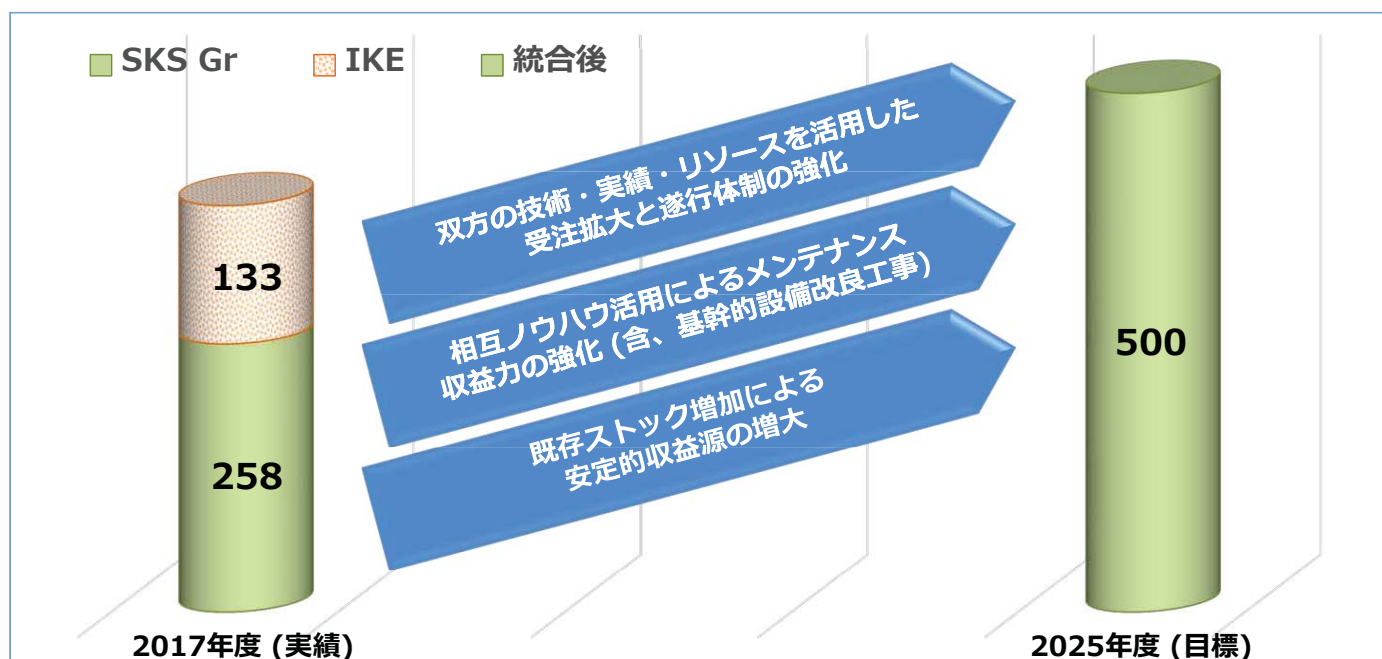 SKS Gr IKE 統合後
双方の技術・実績・リソースを活用した
受注拡大と遂行体制の強化
相互ノウハウ活用によるメンテナンス
収益力の強化 (含、基幹的設備改良工事)
既存ストック増加による
安定的収益源の増大
133
258
500
2017年度 (実績)
2025年度 (目標)